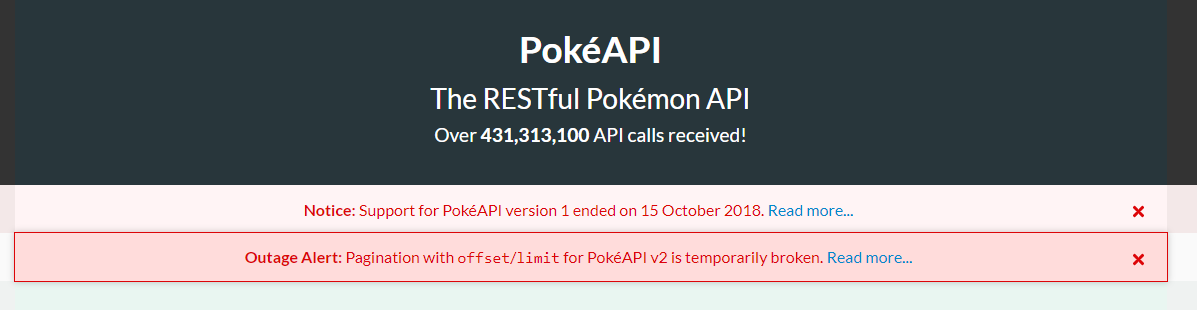 PokéAPI
The RESTful Pokémon API
Over 431,313,100 API calls received!
Notice: Support for PokéAPI version 1 ended on 15 October 2018. Read more...
Outage Alert: Pagination with offset/limit for PokéAPI v2 is temporarily broken. Read more...